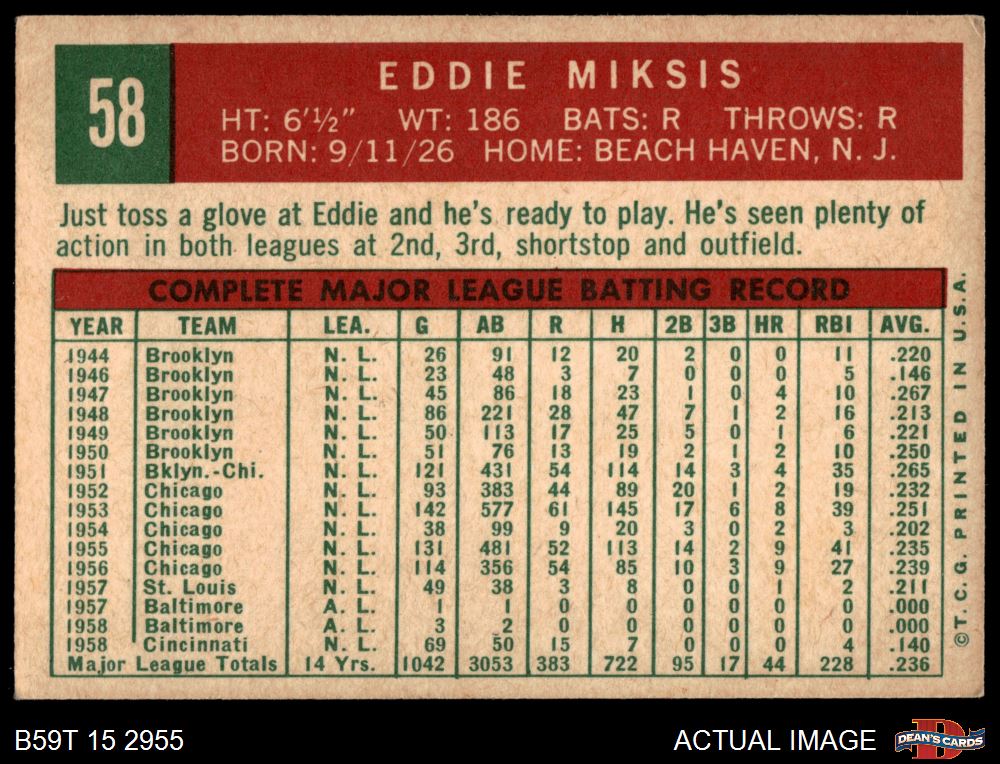 58
EDDIE MIKSIS
HT: 6'½" WT: 186 BATS: R THROWS: R
BORN: 9/11/26 HOME: BEACH HAVEN, N. J.
Just toss a glove at Eddie and he's ready to play. He's seen plenty of
action in both leagues at 2nd, 3rd, shortstop and outfield.
COMPLETE MAJOR LEAGUE BATTING RECORD
YEAR TEAM LEA. G AB R H 2B 3B HR RBI AVG.
1944 Brooklyn N. L. 26 91 12 20 2 0 0 11 .220
1946 Brooklyn N. L. 23 48 3 7 0 0 0 5 .146
1947 Brooklyn N. L. 45 86 18 23 1 0 4 10 .267
1948 Brooklyn N. L. 86 221 28 47 7 1 2 16 .213
1949 Brooklyn N. L. 50 113 17 25 5 0 1 6 .221
1950 Brooklyn N. L. 51 76 13 19 2 1 2 10 .250
1951 Bklyn.-Chi. N. L. 121 431 54 114 14 3 4 35 .265
1952 Chicago N. L. 93 383 44 89 20 1 2 19 .232
1953 Chicago N. L. 142 577 61 145 17 6 8 39 .251
1954 Chicago N. L. 38 99 9 20 3 0 2 3 .202
1955 Chicago N. L. 131 481 52 113 14 2 9 41 .235
1956 Chicago N. L. 114 356 54 85 10 3 9 27 .239
1957 St. Louis N. L. 49 38 3 8 0 0 1 2 .211
1957 Baltimore A. L. 1 1 0 0 0 0 0 0 .000
1958 Baltimore A. L. 3 2 0 0 0 0 0 0 .000
1958 Cincinnati N. L. 69 50 15 7 0 0 0 4 .140
Major League Totals 14 Yrs. 1042 3053 383 722 95 17 44 228 .236
©T. C. G. PRINTED IN U. S. A.
B59T 15 2955
ACTUAL IMAGE
DEAN'S CARDS